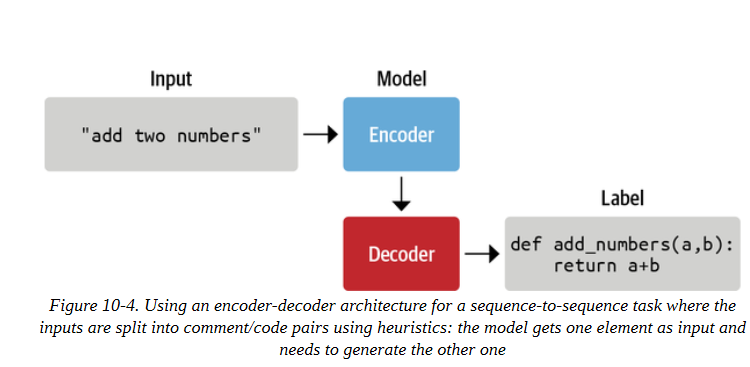 Input
Model
"add two numbers"
Encoder
Label
Decoder
def add_numbers(a,b):
    return a+b
Figure 10-4. Using an encoder-decoder architecture for a sequence-to-sequence task where the
inputs are split into comment/code pairs using heuristics: the model gets one element as input and
needs to generate the other one